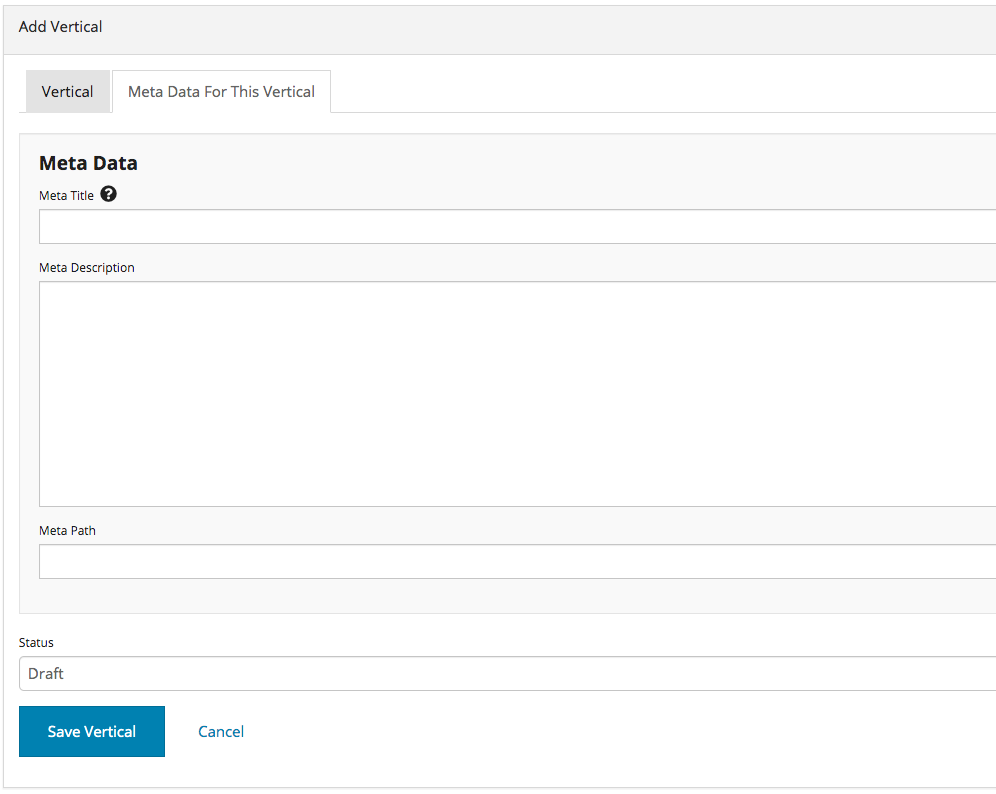 Add Vertical
Vertical
Meta Data For This Vertical
Meta Data
Meta Title ?
Meta Description
Meta Path
Status
Draft
Save Vertical
Cancel